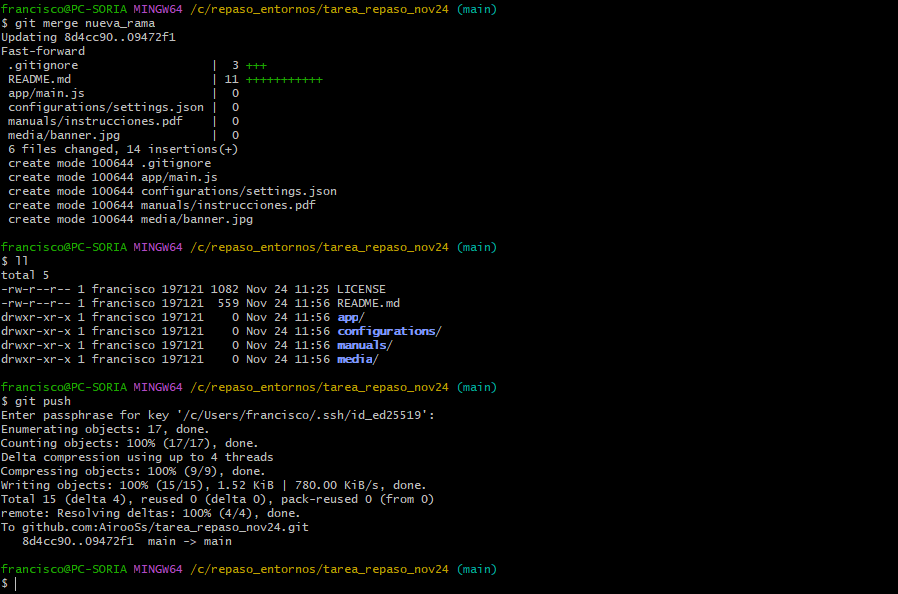 francisco@PC-SORIA MINGW64 /c/repaso_entornos/tarea_repaso_nov24 (main)
$ git merge nueva_rama
Updating 8d4cc90..09472f1
Fast-forward
 .gitignore                   |  3 +++
 README.md                    | 11 +++++++++++
 app/main.js                  |  0
 configurations/settings.json |  0
 manuals/instrucciones.pdf    |  0
 media/banner.jpg             |  0
 6 files changed, 14 insertions(+)
 create mode 100644 .gitignore
 create mode 100644 app/main.js
 create mode 100644 configurations/settings.json
 create mode 100644 manuals/instrucciones.pdf
 create mode 100644 media/banner.jpg

francisco@PC-SORIA MINGW64 /c/repaso_entornos/tarea_repaso_nov24 (main)
$ ll
total 5
-rw-r--r-- 1 francisco 197121 1082 Nov 24 11:25 LICENSE
-rw-r--r-- 1 francisco 197121  559 Nov 24 11:56 README.md
drwxr-xr-x 1 francisco 197121    0 Nov 24 11:56 app/
drwxr-xr-x 1 francisco 197121    0 Nov 24 11:56 configurations/
drwxr-xr-x 1 francisco 197121    0 Nov 24 11:56 manuals/
drwxr-xr-x 1 francisco 197121    0 Nov 24 11:56 media/

francisco@PC-SORIA MINGW64 /c/repaso_entornos/tarea_repaso_nov24 (main)
$ git push
Enter passphrase for key '/c/Users/francisco/.ssh/id_ed25519':
Enumerating objects: 17, done.
Counting objects: 100% (17/17), done.
Delta compression using up to 4 threads
Compressing objects: 100% (9/9), done.
Writing objects: 100% (15/15), 1.52 KiB | 780.00 KiB/s, done.
Total 15 (delta 4), reused 0 (delta 0), pack-reused 0 (from 0)
remote: Resolving deltas: 100% (4/4), done.
To github.com:AirooSs/tarea_repaso_nov24.git
   8d4cc90..09472f1  main -> main

francisco@PC-SORIA MINGW64 /c/repaso_entornos/tarea_repaso_nov24 (main)
$